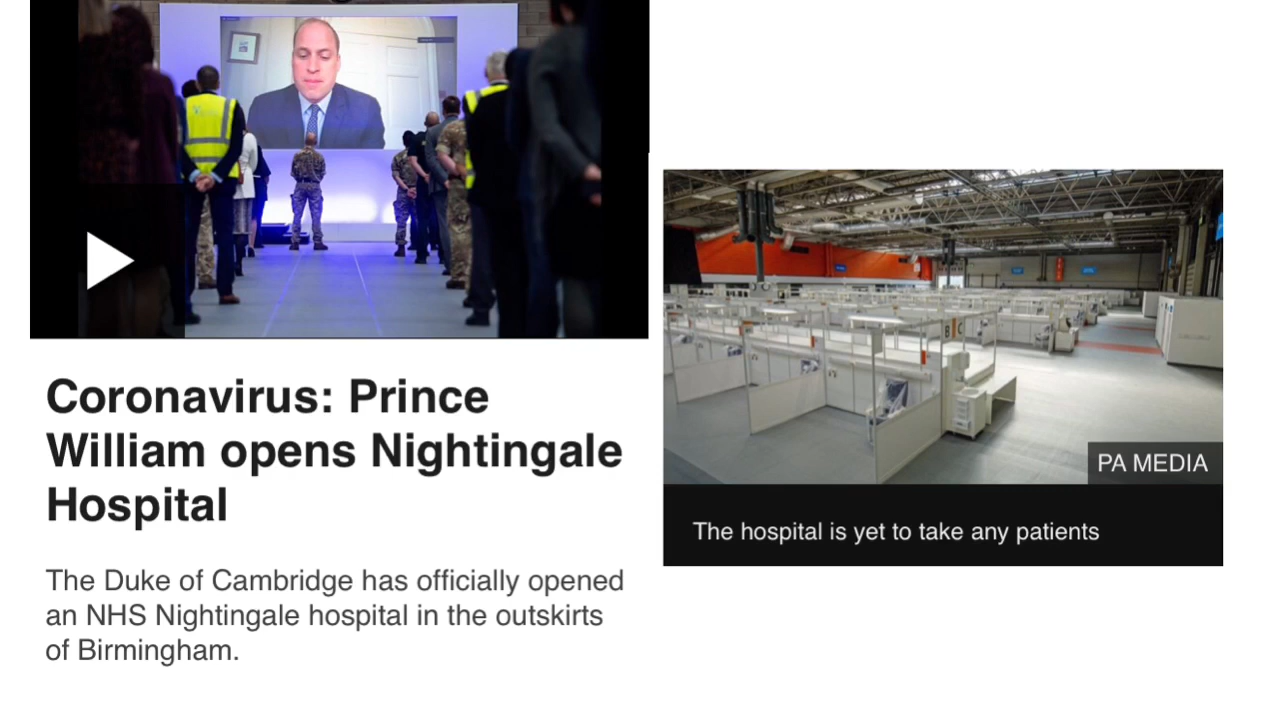 Coronavirus: Prince
William opens Nightingale
Hospital
The Duke of Cambridge has officially opened
an NHS Nightingale hospital in the outskirts
of Birmingham.
B C
PA MEDIA
The hospital is yet to take any patients